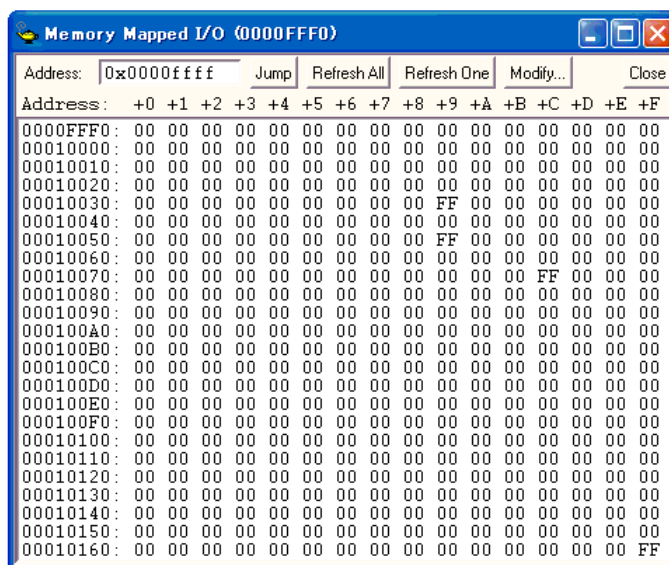 Memory Mapped I/O (0000FFF0)
Address: 0x0000ffff Jump Refresh All Refresh One Modify... Close
Address: +0 +1 +2 +3 +4 +5 +6 +7 +8 +9 +A +B +C +D +E +F
0000FFF0: 00 00 00 00 00 00 00 00 00 00 00 00 00 00 00 00
00010000: 00 00 00 00 00 00 00 00 00 00 00 00 00 00 00 00
00010010: 00 00 00 00 00 00 00 00 00 00 00 00 00 00 00 00
00010020: 00 00 00 00 00 00 00 00 00 00 00 00 00 00 00 00
00010030: 00 00 00 00 00 00 00 00 00 FF 00 00 00 00 00 00
00010040: 00 00 00 00 00 00 00 00 00 00 00 00 00 00 00 00
00010050: 00 00 00 00 00 00 00 00 00 FF 00 00 00 00 00 00
00010060: 00 00 00 00 00 00 00 00 00 00 00 00 00 00 00 00
00010070: 00 00 00 00 00 00 00 00 00 00 00 00 FF 00 00 00
00010080: 00 00 00 00 00 00 00 00 00 00 00 00 00 00 00 00
00010090: 00 00 00 00 00 00 00 00 00 00 00 00 00 00 00 00
000100A0: 00 00 00 00 00 00 00 00 00 00 00 00 00 00 00 00
000100B0: 00 00 00 00 00 00 00 00 00 00 00 00 00 00 00 00
000100C0: 00 00 00 00 00 00 00 00 00 00 00 00 00 00 00 00
000100D0: 00 00 00 00 00 00 00 00 00 00 00 00 00 00 00 00
000100E0: 00 00 00 00 00 00 00 00 00 00 00 00 00 00 00 00
000100F0: 00 00 00 00 00 00 00 00 00 00 00 00 00 00 00 00
00010100: 00 00 00 00 00 00 00 00 00 00 00 00 00 00 00 00
00010110: 00 00 00 00 00 00 00 00 00 00 00 00 00 00 00 00
00010120: 00 00 00 00 00 00 00 00 00 00 00 00 00 00 00 00
00010130: 00 00 00 00 00 00 00 00 00 00 00 00 00 00 00 00
00010140: 00 00 00 00 00 00 00 00 00 00 00 00 00 00 00 00
00010150: 00 00 00 00 00 00 00 00 00 00 00 00 00 00 00 00
00010160: 00 00 00 00 00 00 00 00 00 00 00 00 00 00 00 FF